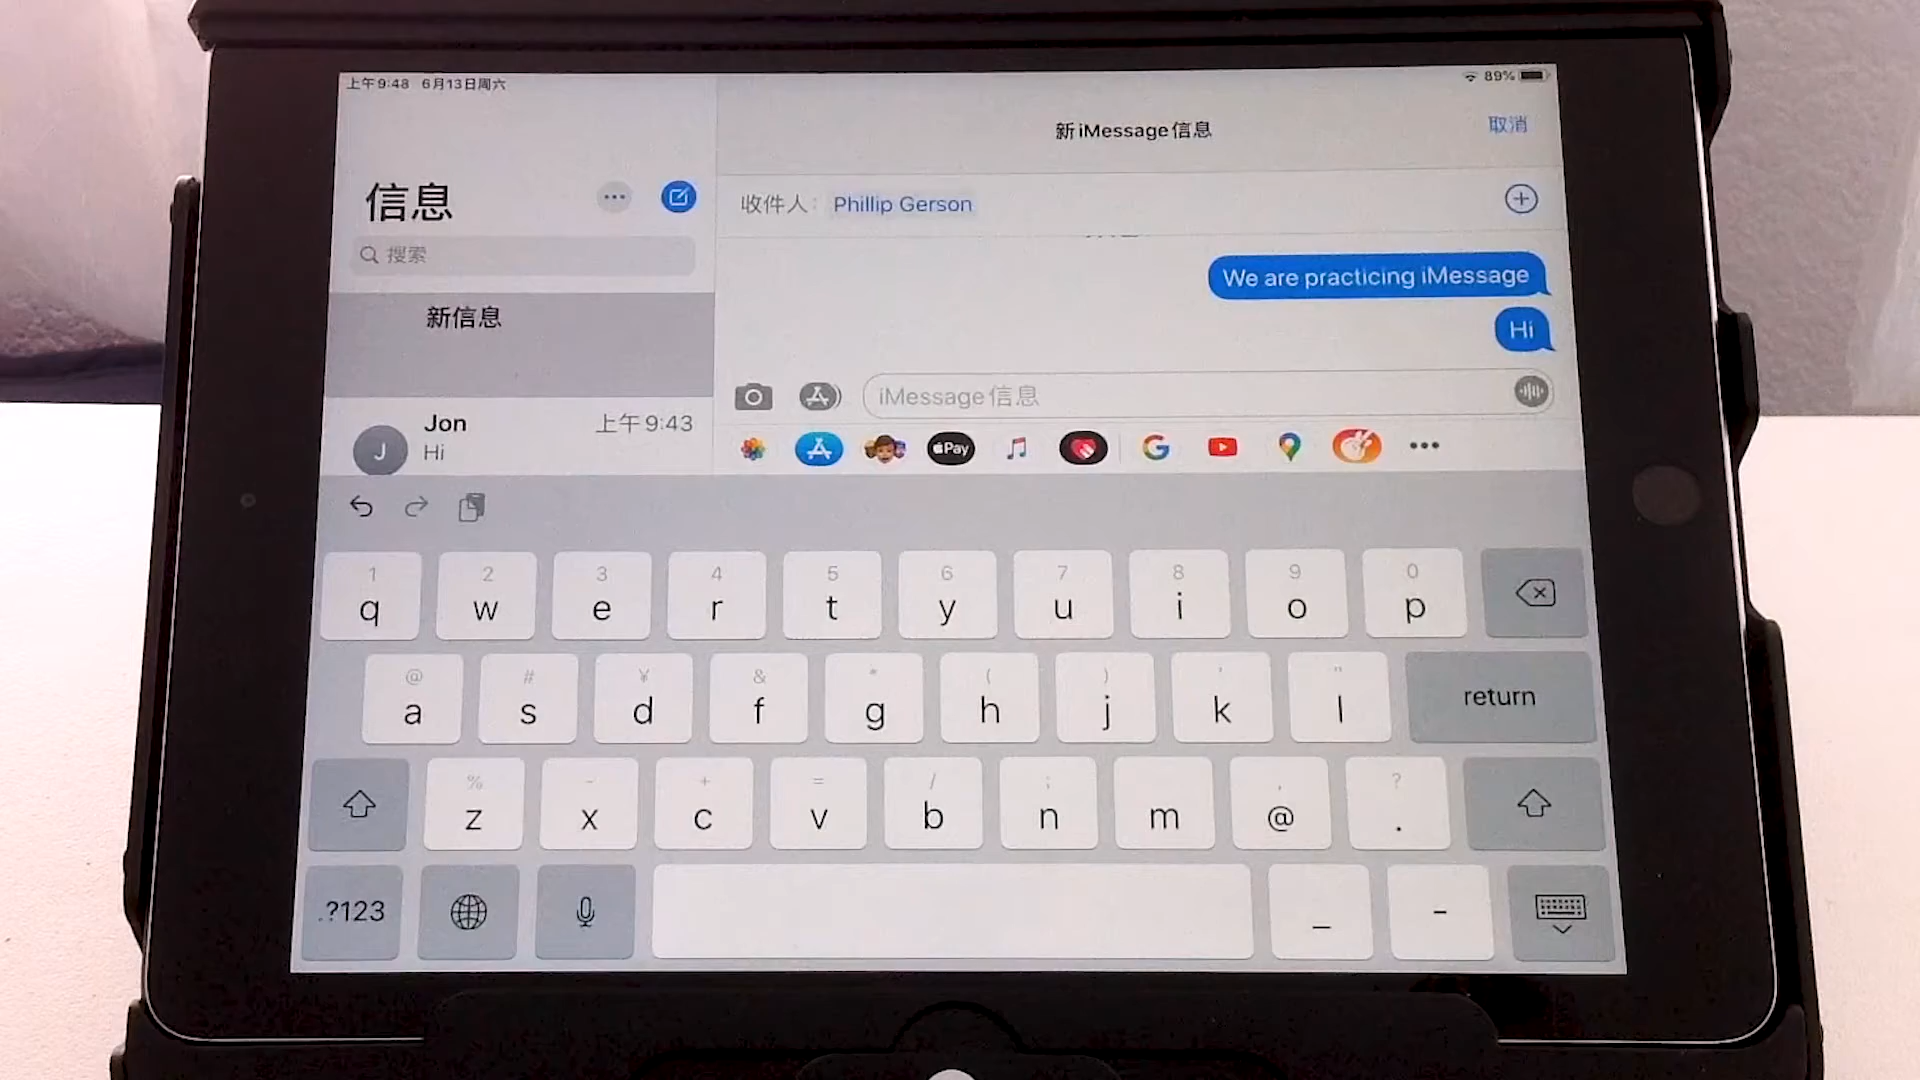 上午9:48 6月13日周六
89%
信息
搜索
新信息
J
Jon
上午9:43
Hi
新iMessage信息
取消
收件人: Phillip Gerson
We are practicing iMessage
Hi
iMessage信息
Pay
G
1 2 3 4 5 6 7 8 9 0
q w e r t y u i o p
@ # ¥ & * ( ) ' "
a s d f g h j k l return
% - + = / ; , ?
z x c v b n m @ .
.?123 _ -